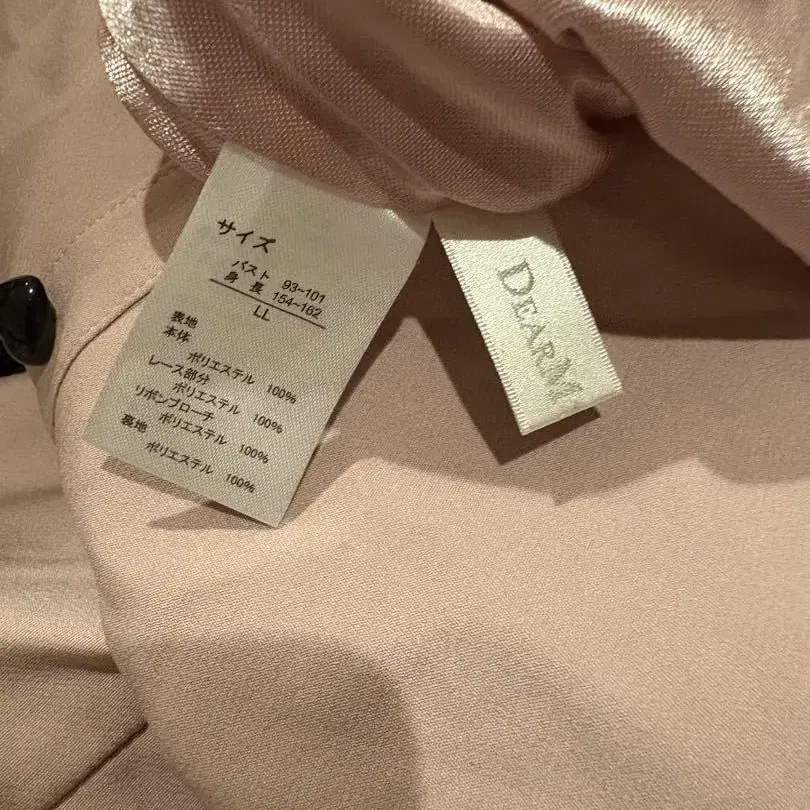 サイズ
バスト 93~101
身 長 154~162
LL
表地
本体
ポリエステル 100%
レース部分
ポリエステル 100%
リボンブローチ
ポリエステル 100%
裏地
ポリエステル 100%
DEARM